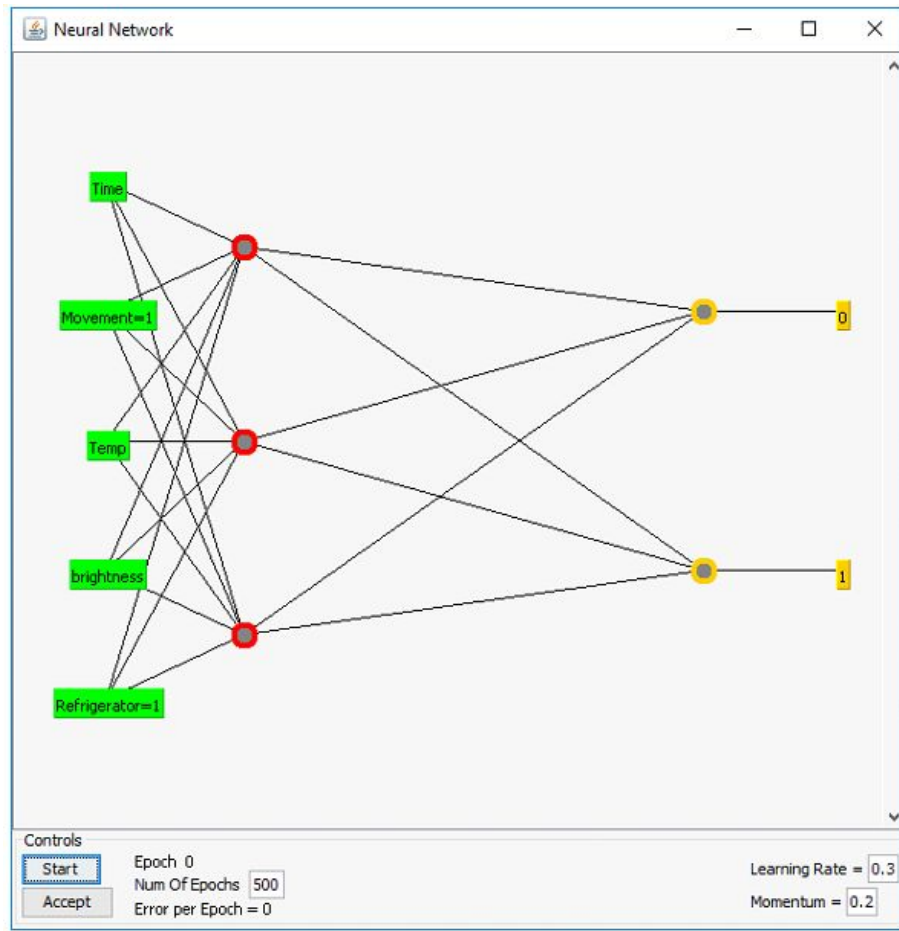 Neural Network
Time
Movement=1
0
Temp
brightness
1
Refrigerator=1
Controls
Start
Accept
Epoch 0
Num Of Epochs 500
Error per Epoch = 0
Learning Rate = 0.3
Momentum = 0.2